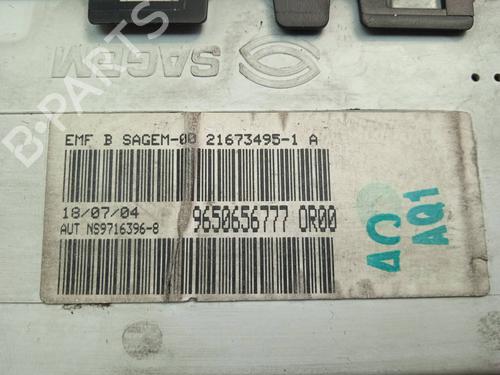 SAGEM
EMF B SAGEM-00 21673495-1 A
18/07/04
9650656777 0R00
AUT NS9716396-8
AQ1
B-PARTS